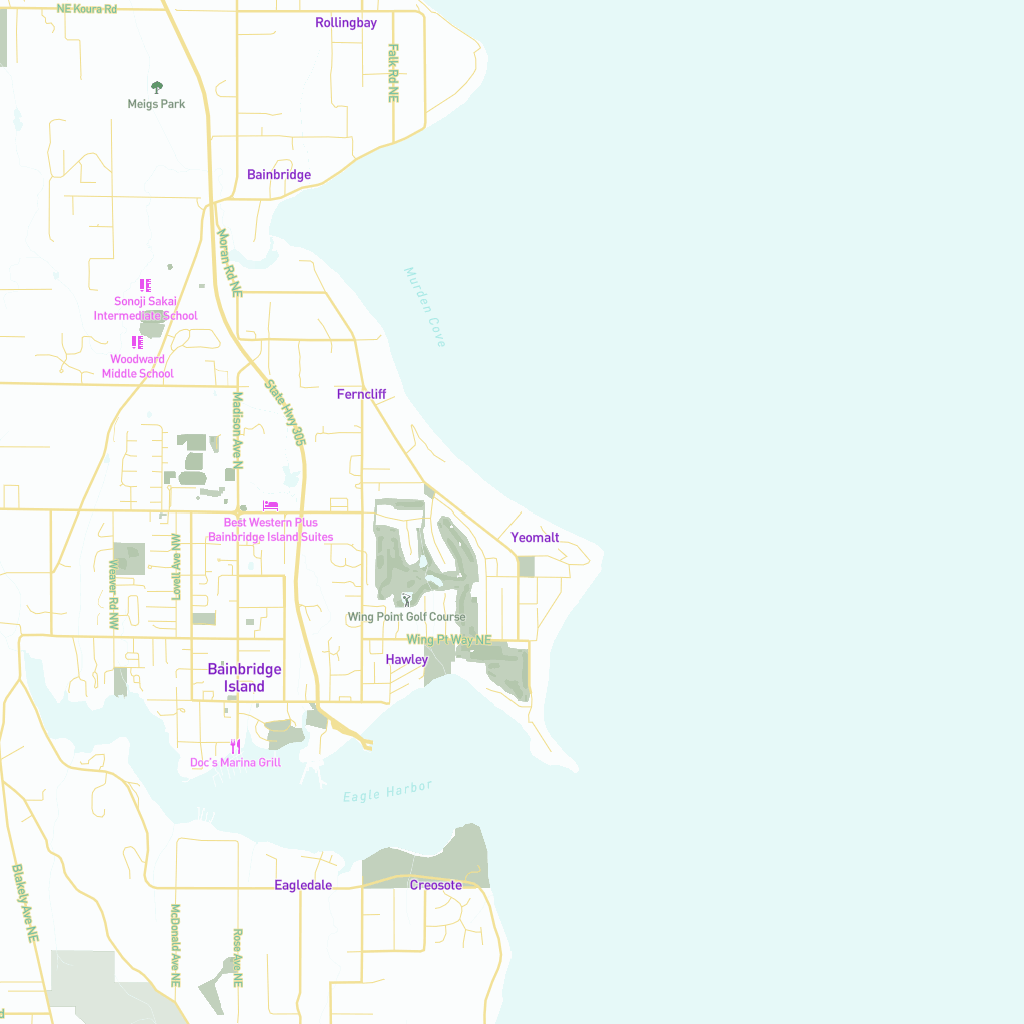 NE Koura Rd
Rollingbay
Falk Rd NE
Meigs Park
Bainbridge
Moran Rd NE
Murden Cove
Sonoji Sakai
Intermediate School
Woodward
Middle School
Ferncliff
State Hwy 305
Madison Ave N
Best Western Plus
Bainbridge Island Suites
Yeomalt
Lovell Ave NW
Weaver Rd NW
Wing Point Golf Course
Wing Pt Way NE
Hawley
Bainbridge
Island
Doc's Marina Grill
Eagle Harbor
Eagledale
Creosote
Blakely Ave NE
McDonald Ave NE
Rose Ave NE